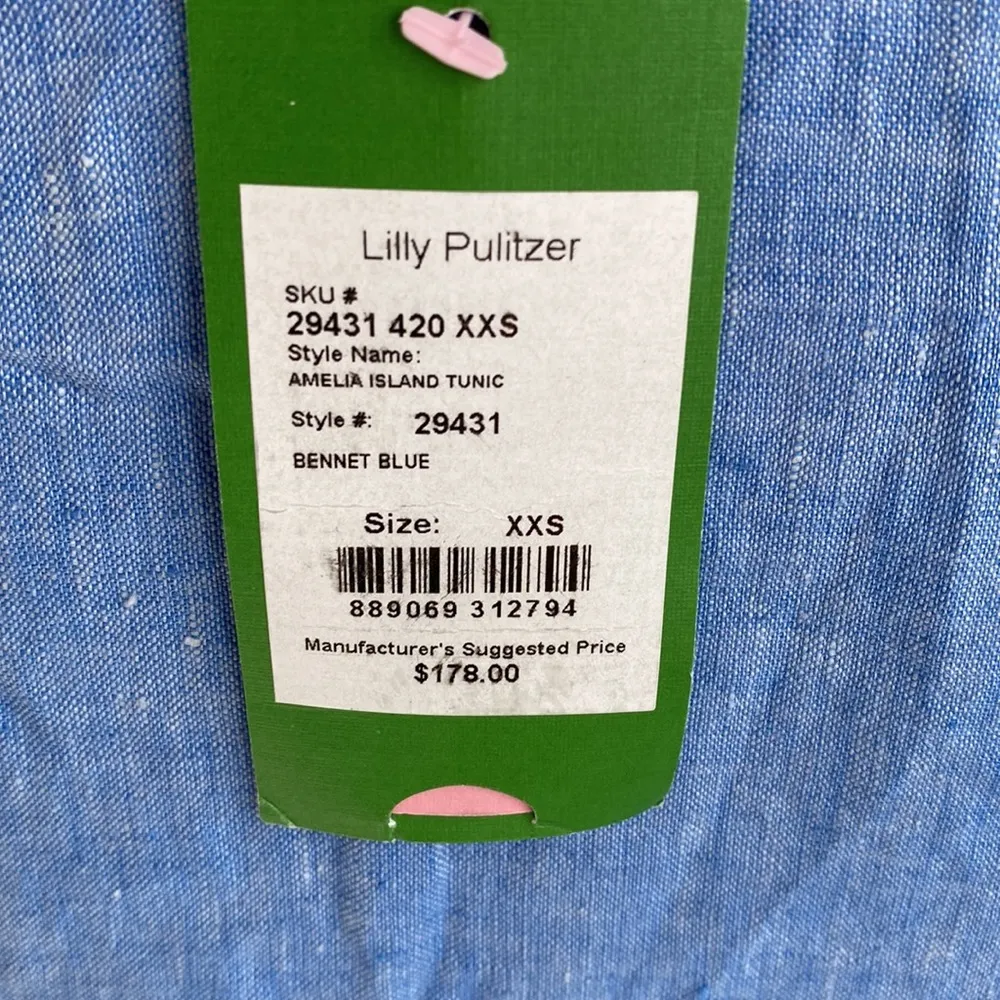 Lilly Pulitzer
SKU #
29431 420 XXS
Style Name:
AMELIA ISLAND TUNIC
Style #: 29431
BENNET BLUE
Size: XXS
889069 312794
Manufacturer's Suggested Price
$178.00